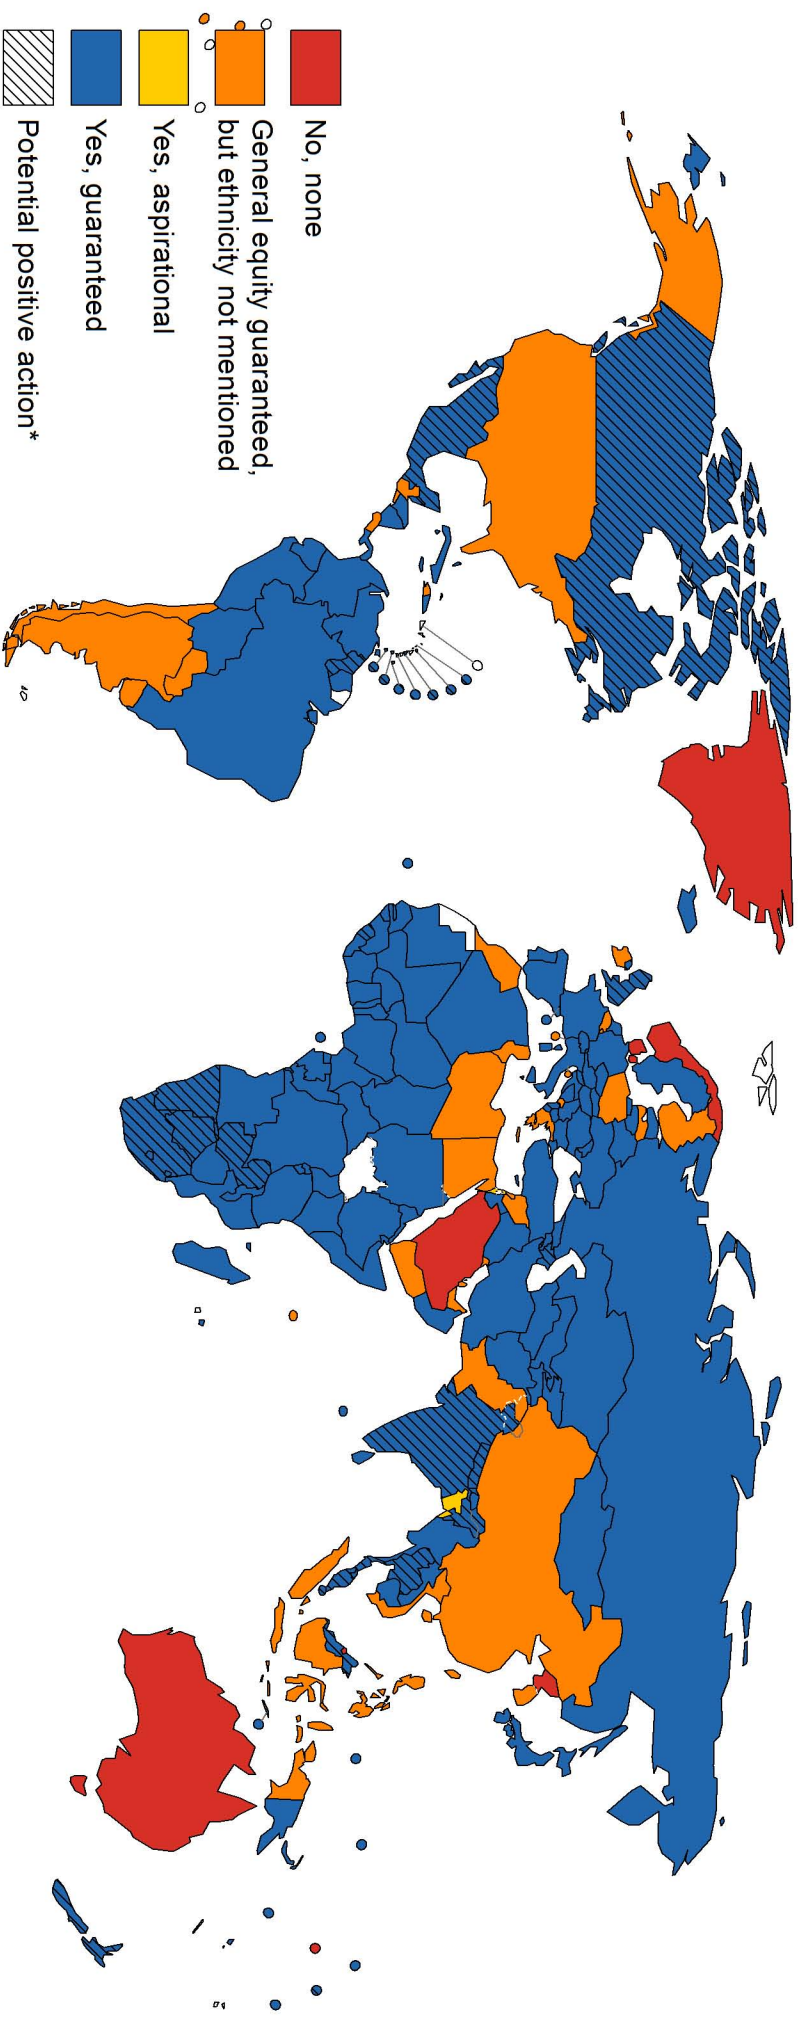 No, none
General equity guaranteed,
but ethnicity not mentioned
Yes, aspirational
Yes, guaranteed
Potential positive action*